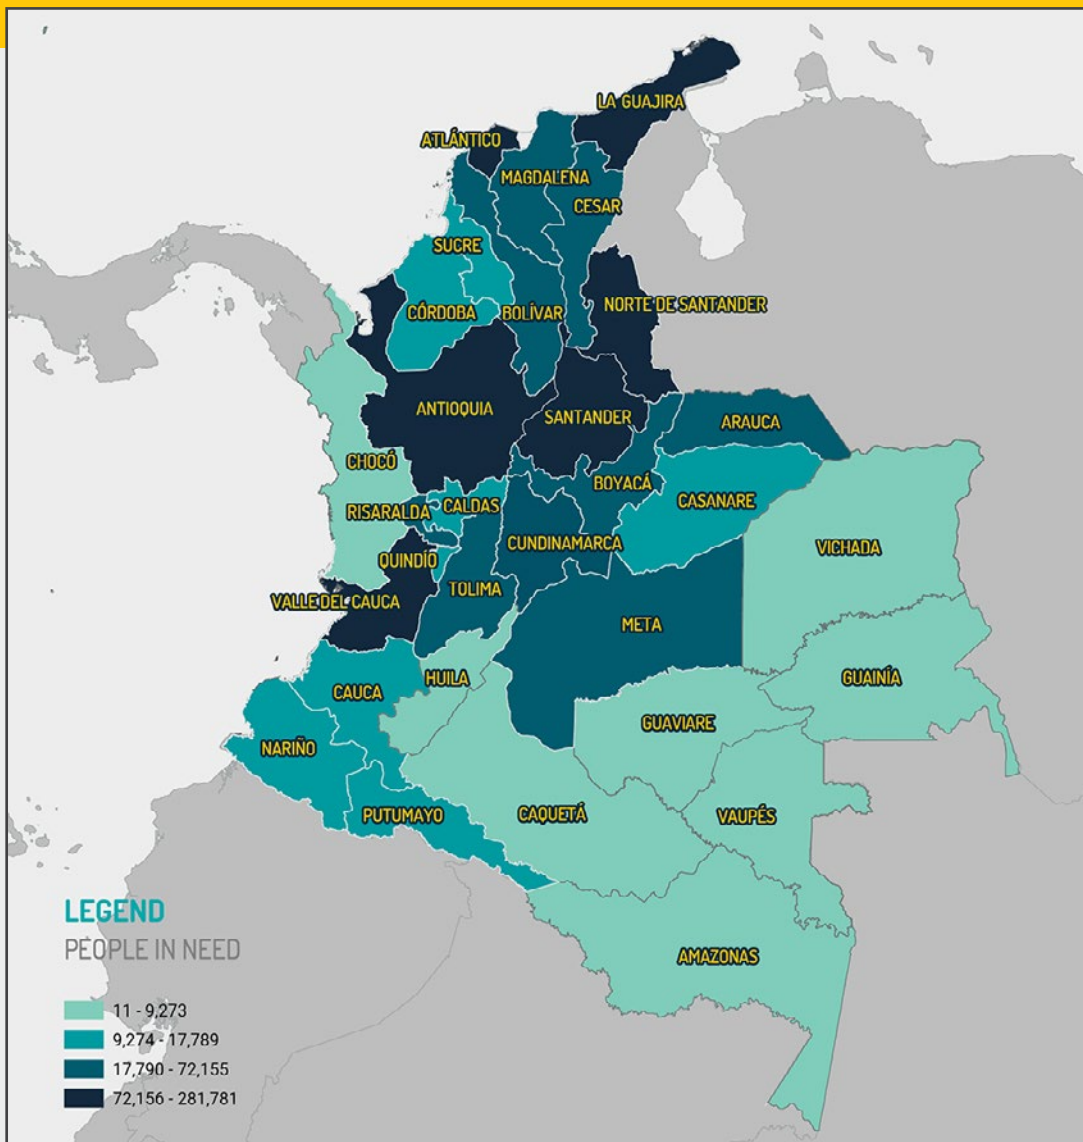 LA GUAJIRA
ATLÁNTICO
MAGDALENA
CESAR
SUCRE
NORTE DE SANTANDER
CÓRDOBA
BOLÍVAR
ANTIOQUIA
SANTANDER
ARAUCA
CHOCÓ
BOYACÁ
CASANARE
CALDAS
RISARALDA
CUNDINAMARCA
VICHADA
QUINDÍO
TOLIMA
VALLE DEL CAUCA
META
HUILA
GUAINÍA
CAUCA
GUAVIARE
NARIÑO
CAQUETÁ
PUTUMAYO
VAUPÉS
AMAZONAS
LEGEND
PEOPLE IN NEED
11 - 9,273
9,274 - 17,789
17,790 - 72,155
72,156 - 281,781